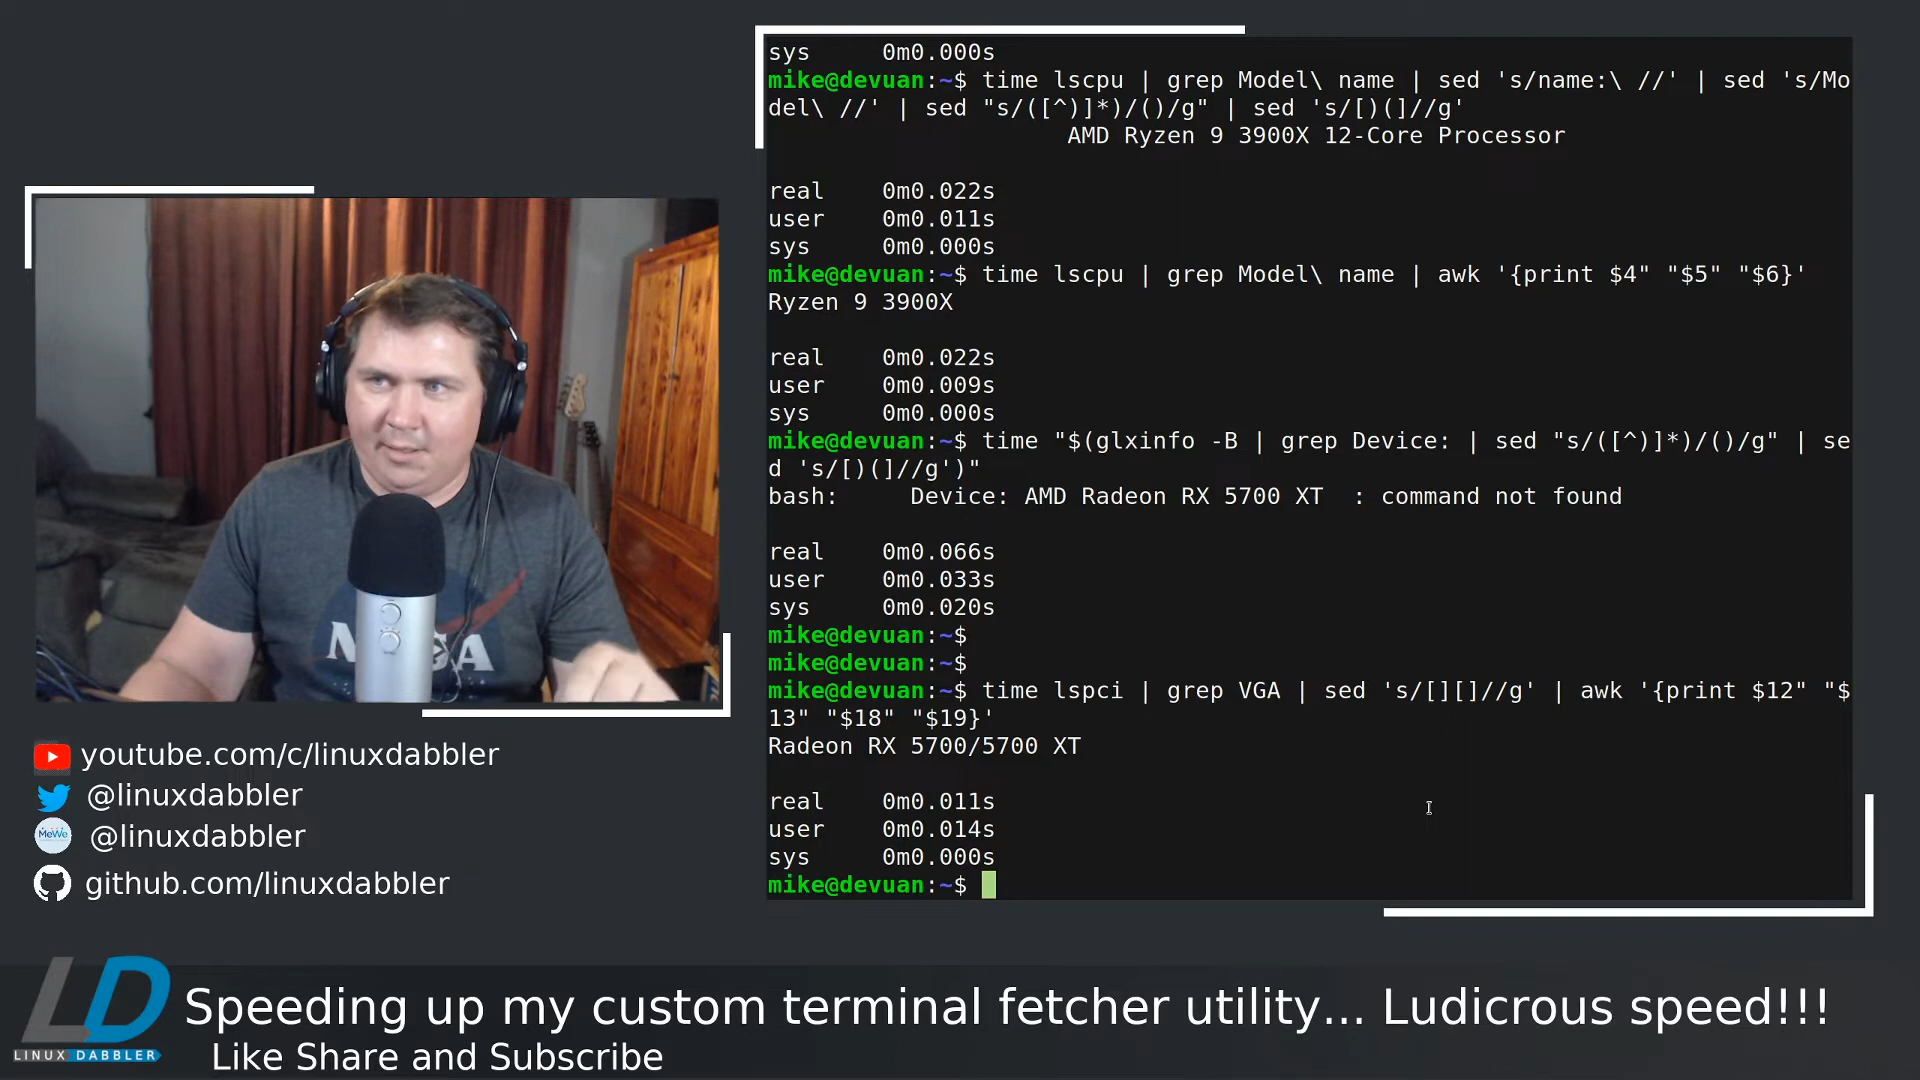 sys     0m0.000s
mike@devuan:~$ time lscpu | grep Model\ name | sed 's/name:\ //' | sed 's/Mo
del\ //' | sed "s/([^)]*)/()/g" | sed 's/[)(]//g'
AMD Ryzen 9 3900X 12-Core Processor
real    0m0.022s
user    0m0.011s
sys     0m0.000s
mike@devuan:~$ time lscpu | grep Model\ name | awk '{print $4" "$5" "$6}'
Ryzen 9 3900X
real    0m0.022s
user    0m0.009s
sys     0m0.000s
mike@devuan:~$ time "$(glxinfo -B | grep Device: | sed "s/([^)]*)/()/g" | se
d 's/[)(]//g')"
bash:     Device: AMD Radeon RX 5700 XT  : command not found
real    0m0.066s
user    0m0.033s
sys     0m0.020s
mike@devuan:~$
mike@devuan:~$
mike@devuan:~$ time lspci | grep VGA | sed 's/[][]//g' | awk '{print $12" "$
13" "$18" "$19}'
Radeon RX 5700/5700 XT
real    0m0.011s
user    0m0.014s
sys     0m0.000s
mike@devuan:~$
NASA
youtube.com/c/linuxdabbler
@linuxdabbler
MeWe @linuxdabbler
github.com/linuxdabbler
LD
LINUX DABBLER
Speeding up my custom terminal fetcher utility... Ludicrous speed!!!
Like Share and Subscribe